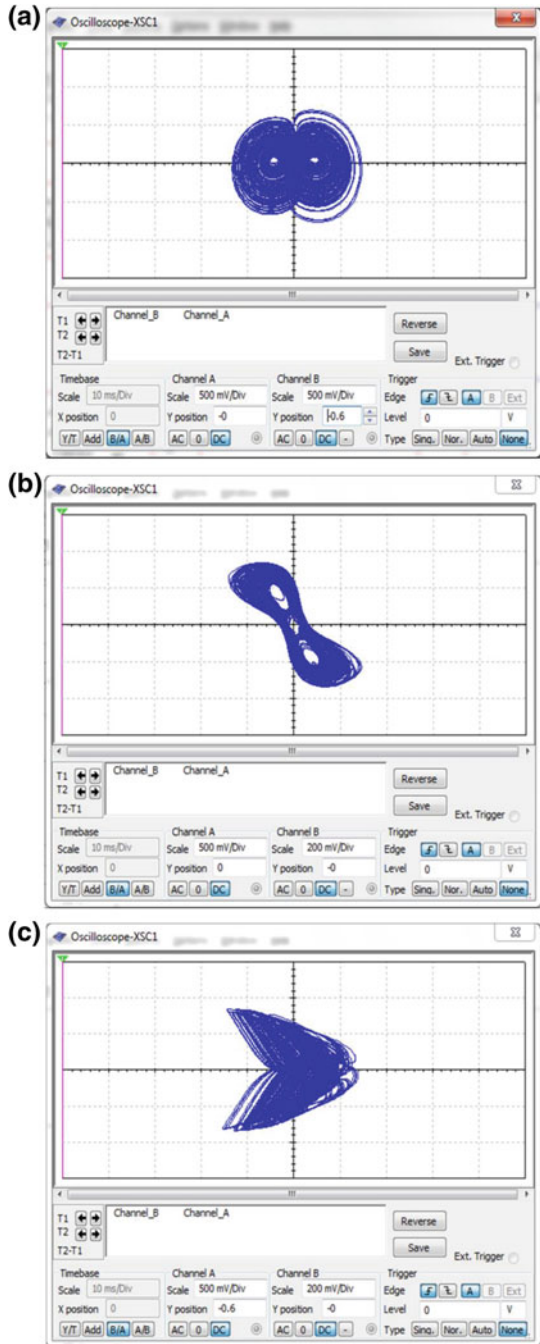 (a)
Oscilloscope-XSC1
x
T1
T2
T2-T1
Channel_B Channel_A
Reverse
Save
Ext. Trigger
Timebase Channel A Channel B Trigger
Scale 10 ms/Div Scale 500 mV/Div Scale 500 mV/Div Edge A B Ext
X position 0 Y position -0 Y position -0.6 Level 0 V
Y/T Add B/A A/B AC 0 DC AC 0 DC - Type Sing. Nor. Auto None
(b)
Oscilloscope-XSC1
T1
T2
T2-T1
Channel_B Channel_A
Reverse
Save
Ext. Trigger
Timebase Channel A Channel B Trigger
Scale 10 ms/Div Scale 500 mV/Div Scale 200 mV/Div Edge A B Ext
X position 0 Y position 0 Y position -0 Level 0 V
Y/T Add B/A A/B AC 0 DC AC 0 DC - Type Sing. Nor. Auto None
(c)
Oscilloscope-XSC1
T1
T2
T2-T1
Channel_B Channel_A
Reverse
Save
Ext. Trigger
Timebase Channel A Channel B Trigger
Scale 10 ms/Div Scale 500 mV/Div Scale 200 mV/Div Edge A B Ext
X position 0 Y position -0.6 Y position -0 Level 0 V
Y/T Add B/A A/B AC 0 DC AC 0 DC - Type Sing. Nor. Auto None